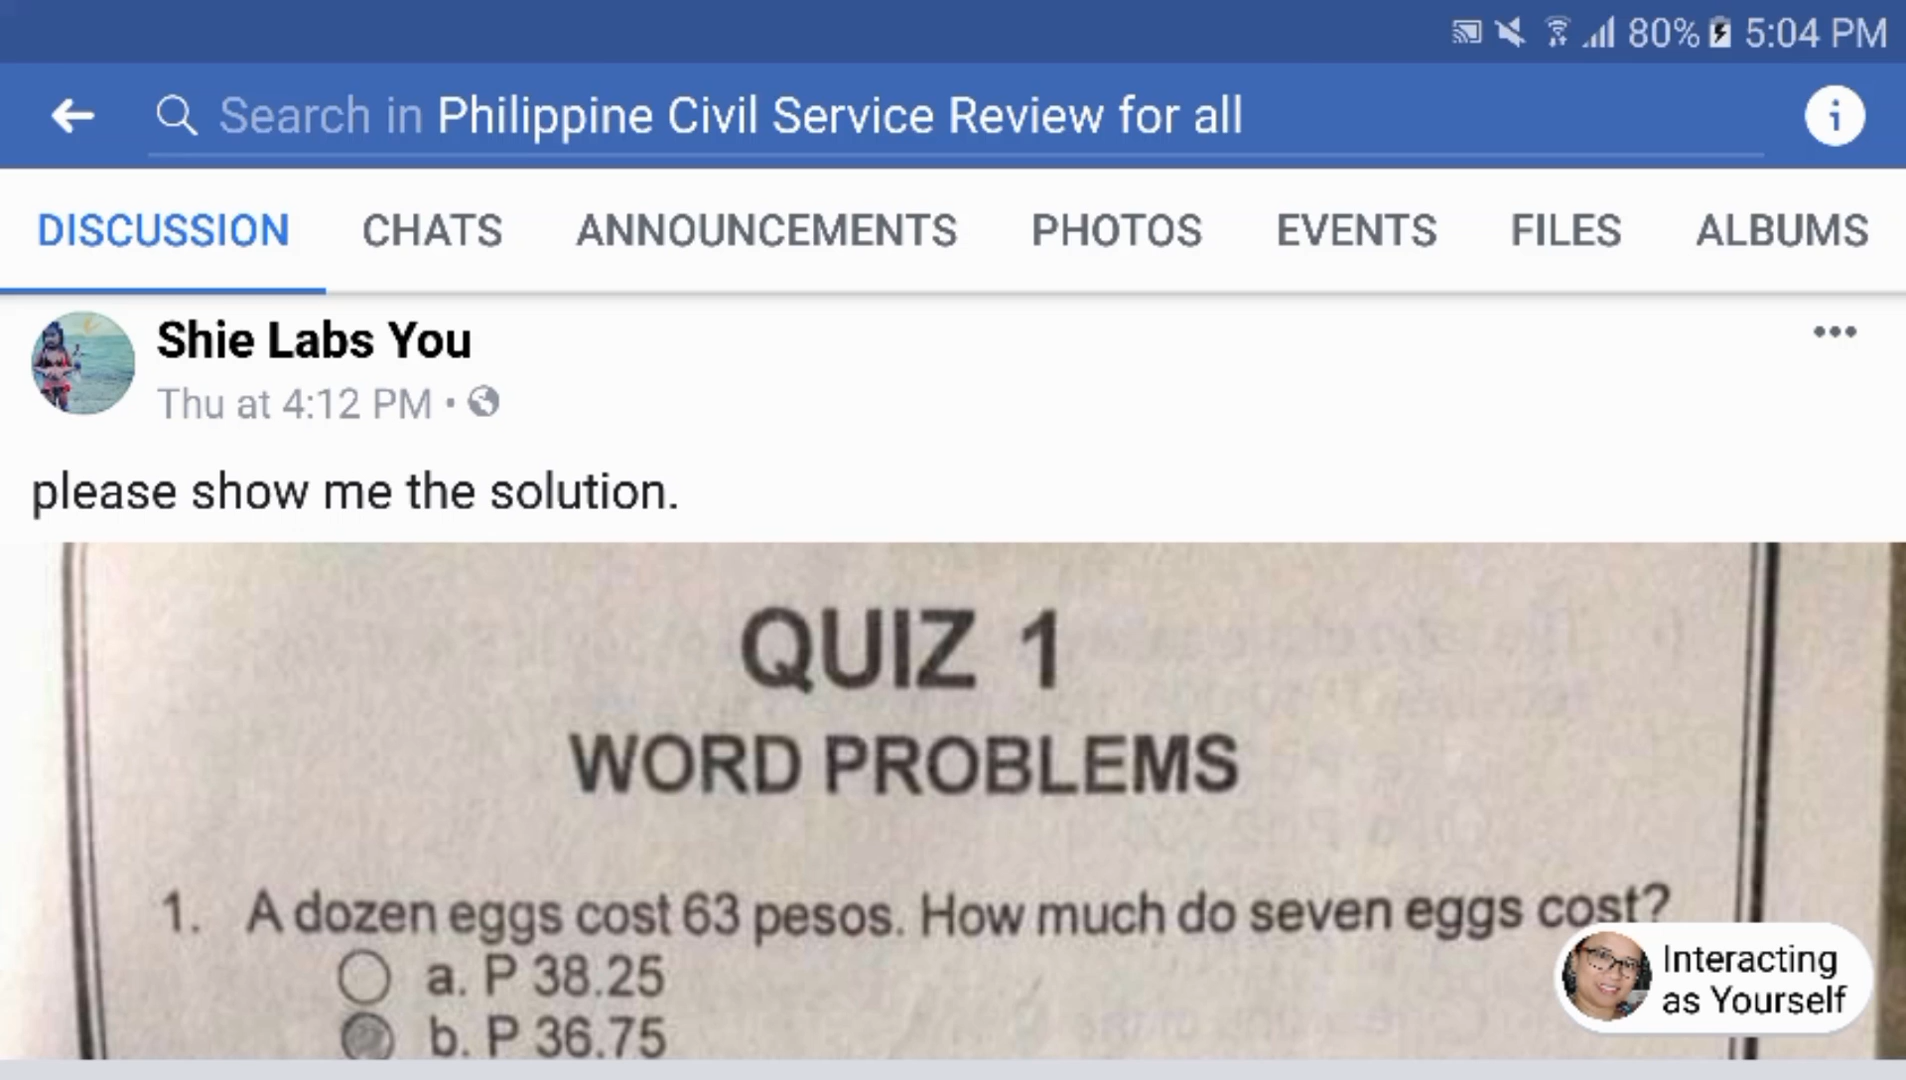 80% 5:04 PM
Search in Philippine Civil Service Review for all
DISCUSSION CHATS ANNOUNCEMENTS PHOTOS EVENTS FILES ALBUMS
Shie Labs You
Thu at 4:12 PM •
please show me the solution.
QUIZ 1
WORD PROBLEMS
1. A dozen eggs cost 63 pesos. How much do seven eggs cost?
a. P 38.25
b. P 36.75
Interacting
as Yourself